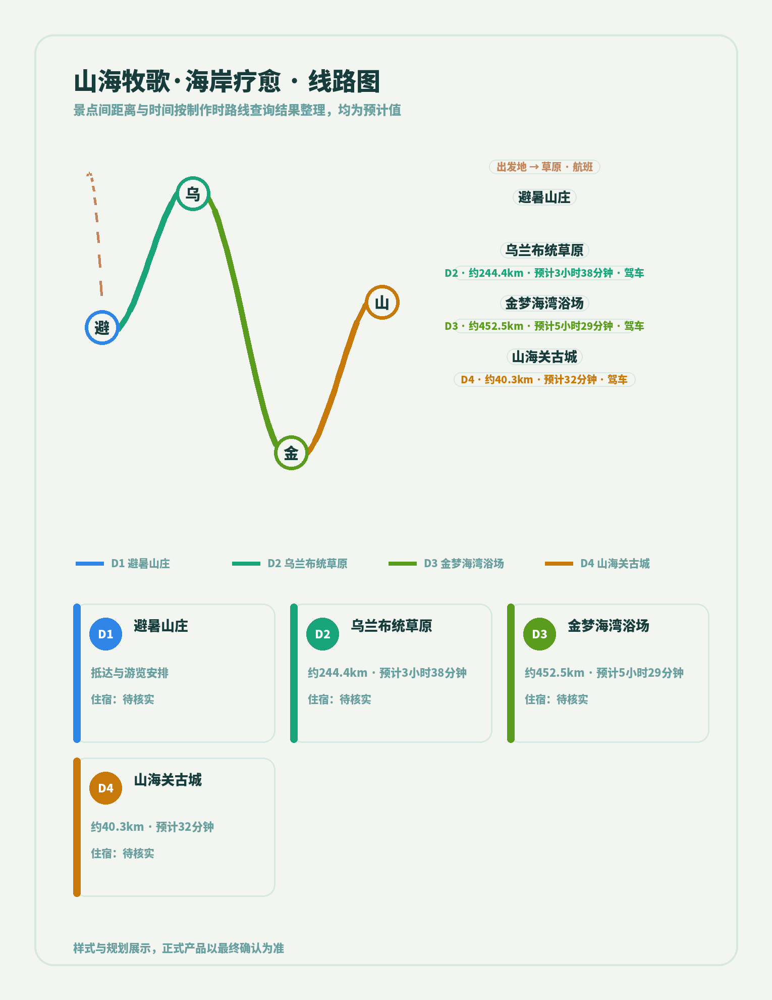 山海牧歌·海岸疗愈 · 线路图
景点间距离与时间按制作时路线查询结果整理，均为预计值
出发地 → 草原 · 航班
避暑山庄
乌兰布统草原
D2 · 约244.4km · 预计3小时38分钟 · 驾车
金梦海湾浴场
D3 · 约452.5km · 预计5小时29分钟 · 驾车
山海关古城
D4 · 约40.3km · 预计32分钟 · 驾车
乌
山
避
金
D1 避暑山庄
D2 乌兰布统草原
D3 金梦海湾浴场
D4 山海关古城
D1
避暑山庄
抵达与游览安排
住宿：待核实
D2
乌兰布统草原
约244.4km · 预计3小时38分钟
住宿：待核实
D3
金梦海湾浴场
约452.5km · 预计5小时29分钟
住宿：待核实
D4
山海关古城
约40.3km · 预计32分钟
住宿：待核实
样式与规划展示，正式产品以最终确认为准